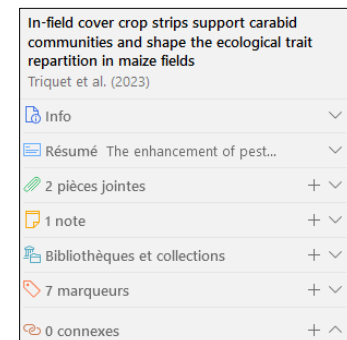 In-field cover crop strips support carabid
communities and shape the ecological trait
repartition in maize fields
Triquet et al. (2023)
Info
Résumé The enhancement of pest...
2 pièces jointes
1 note
Bibliothèques et collections
7 marqueurs
0 connexes